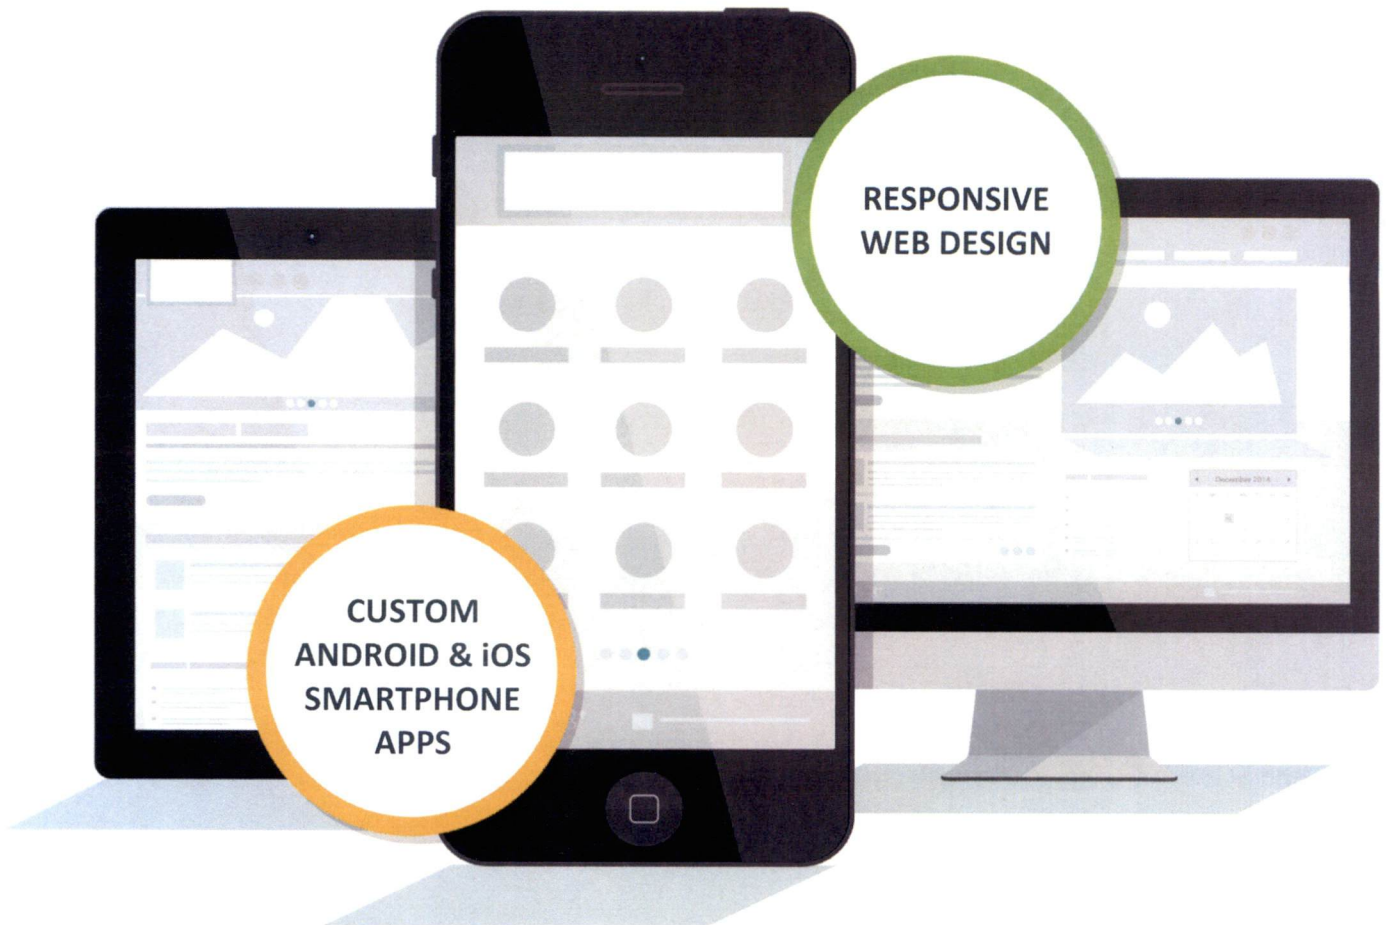 RESPONSIVE
WEB DESIGN
CUSTOM
ANDROID & iOS
SMARTPHONE
APPS